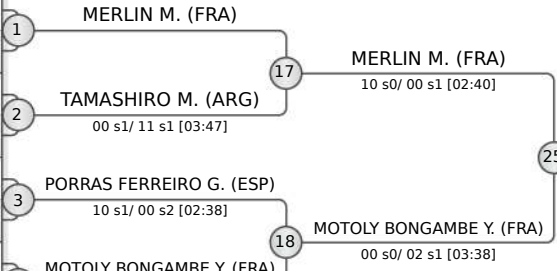 MERLIN M. (FRA)
1
17
MERLIN M. (FRA)
10 s0/ 00 s1 [02:40]
TAMASHIRO M. (ARG)
2
00 s1/ 11 s1 [03:47]
25
PORRAS FERREIRO G. (ESP)
3
10 s1/ 00 s2 [02:38]
18
MOTOLY BONGAMBE Y. (FRA)
00 s0/ 02 s1 [03:38]
MOTOLY BONGAMBE Y. (FRA)